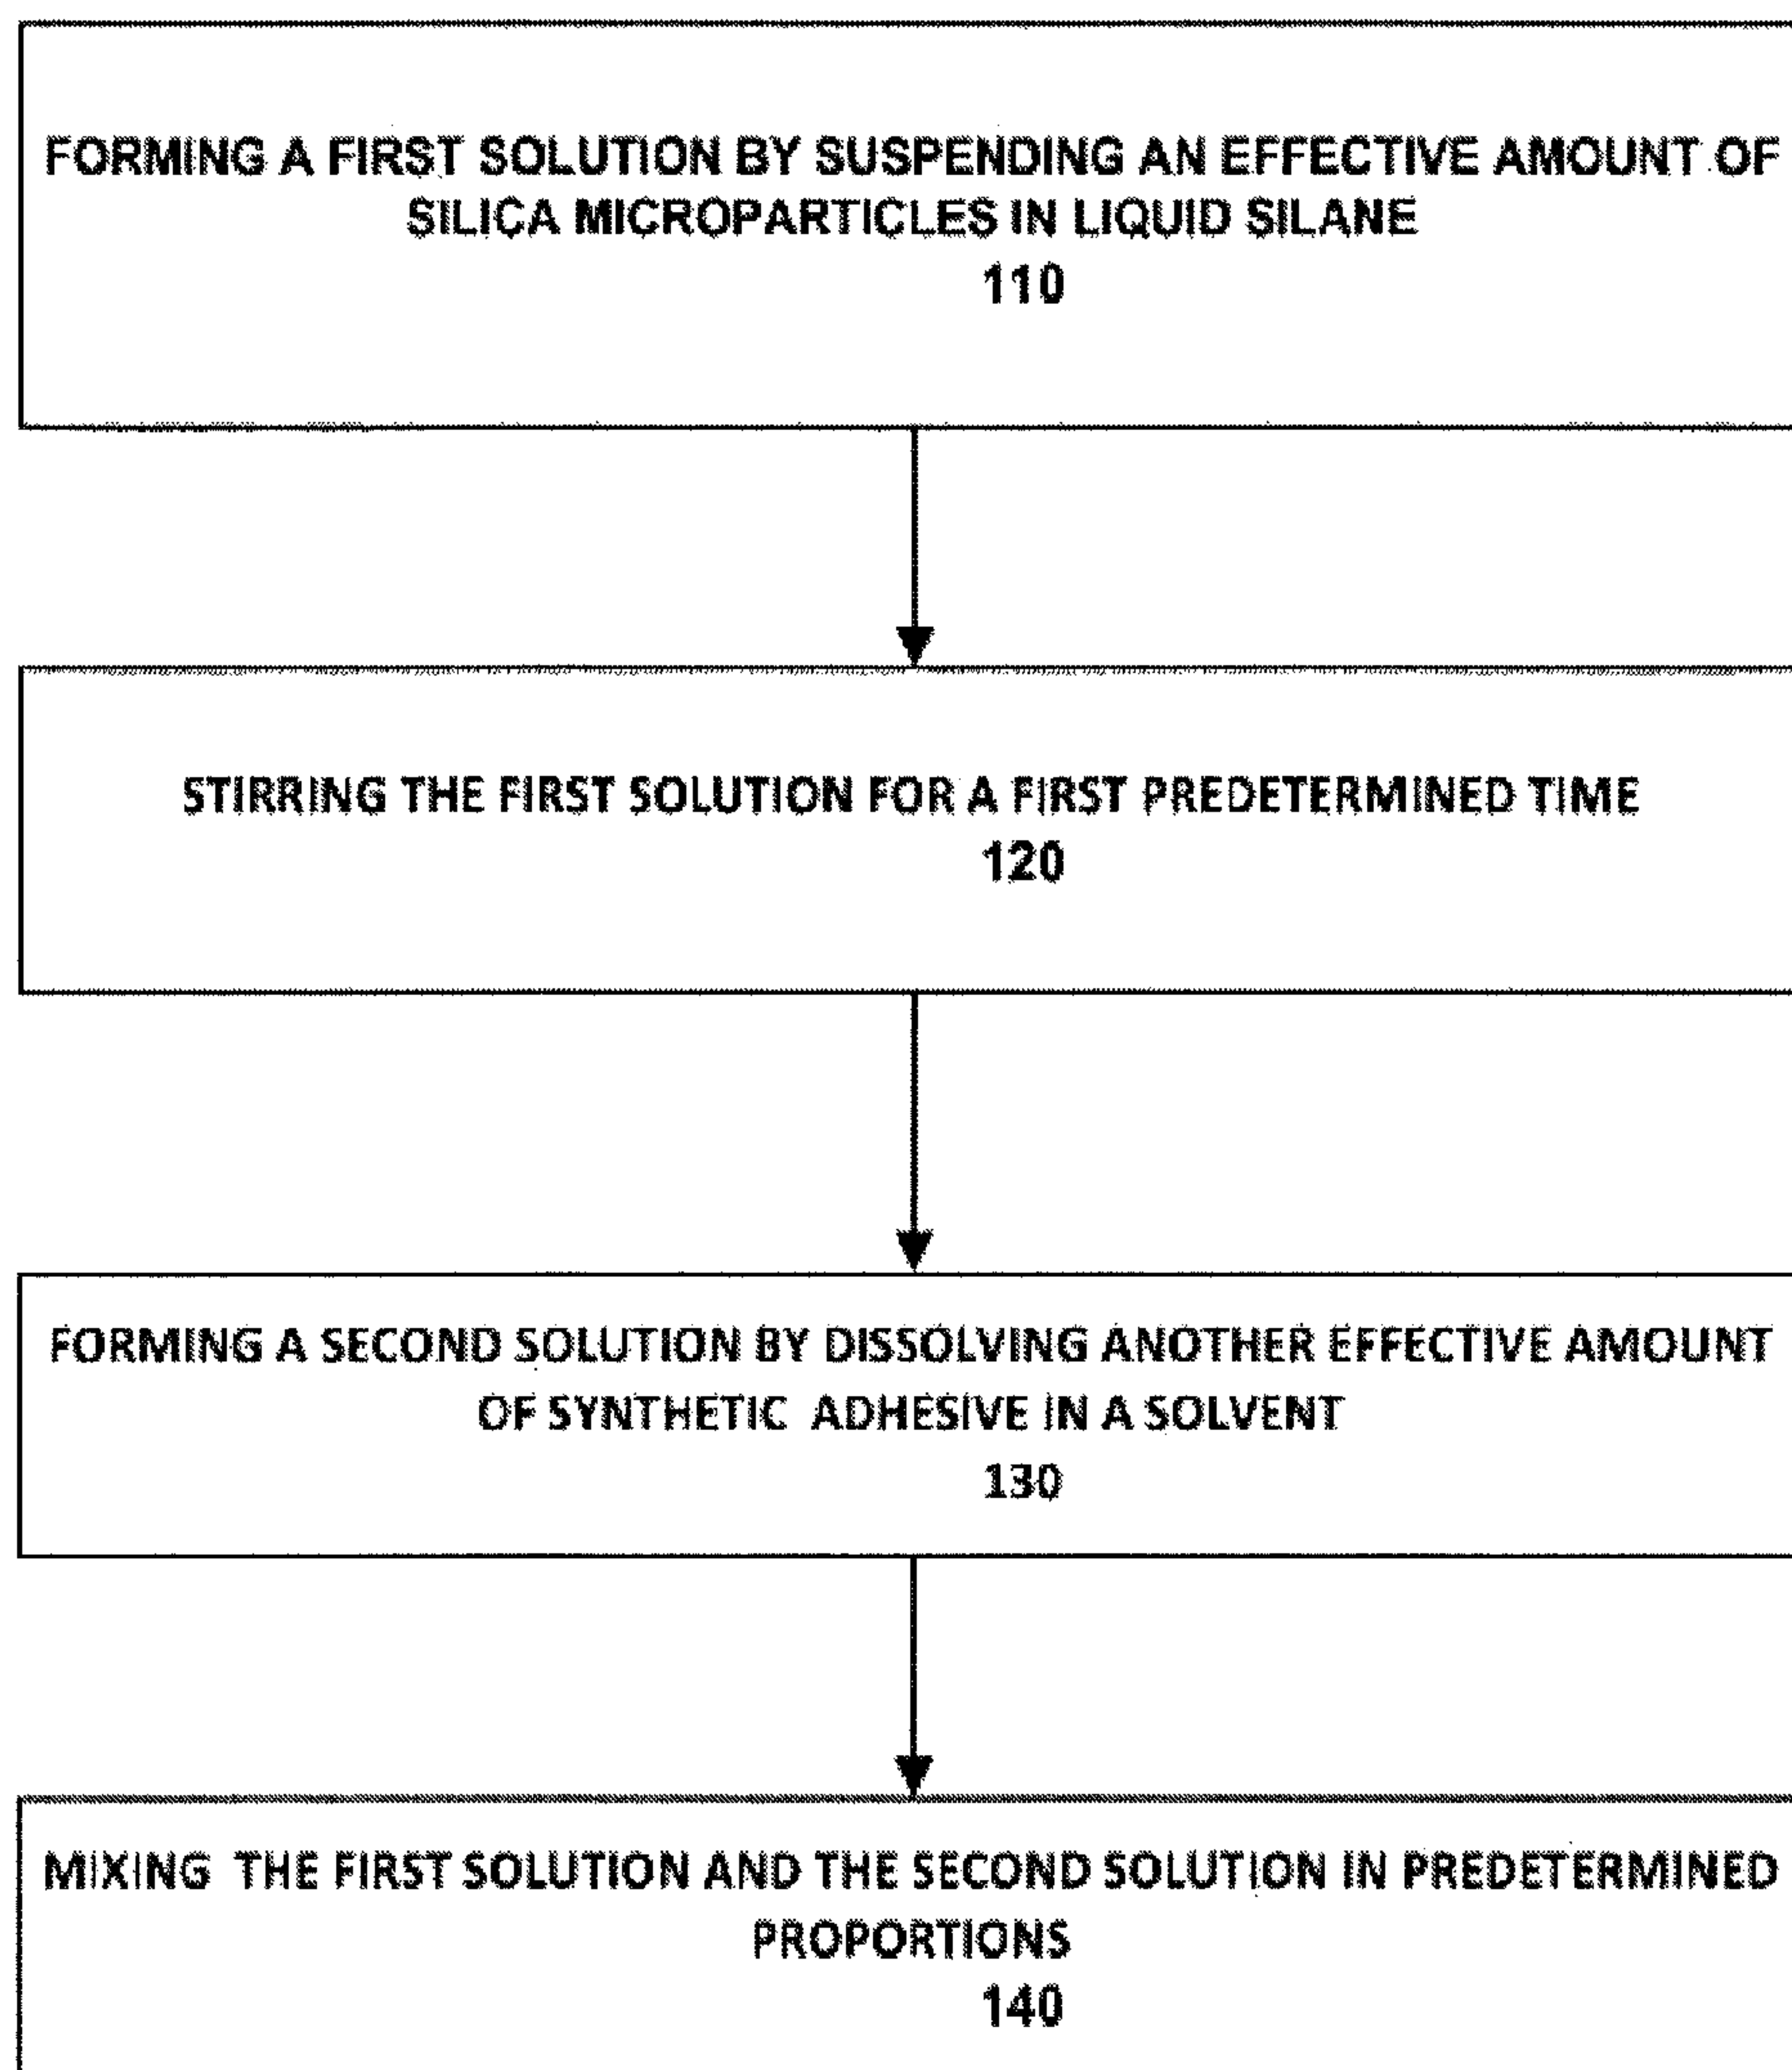 FORMING A FIRST SOLUTION BY SUSPENDING AN EFFECTIVE AMOUNT OF
SILICA MICROPARTICLES IN LIQUID SILANE
110
STIRRING THE FIRST SOLUTION FOR A FIRST PREDETERMINED TIME
120
FORMING A SECOND SOLUTION BY DISSOLVING ANOTHER EFFECTIVE AMOUNT
OF SYNTHETIC ADHESIVE IN A SOLVENT
130
MIXING THE FIRST SOLUTION AND THE SECOND SOLUTION IN PREDETERMINED
PROPORTIONS
140